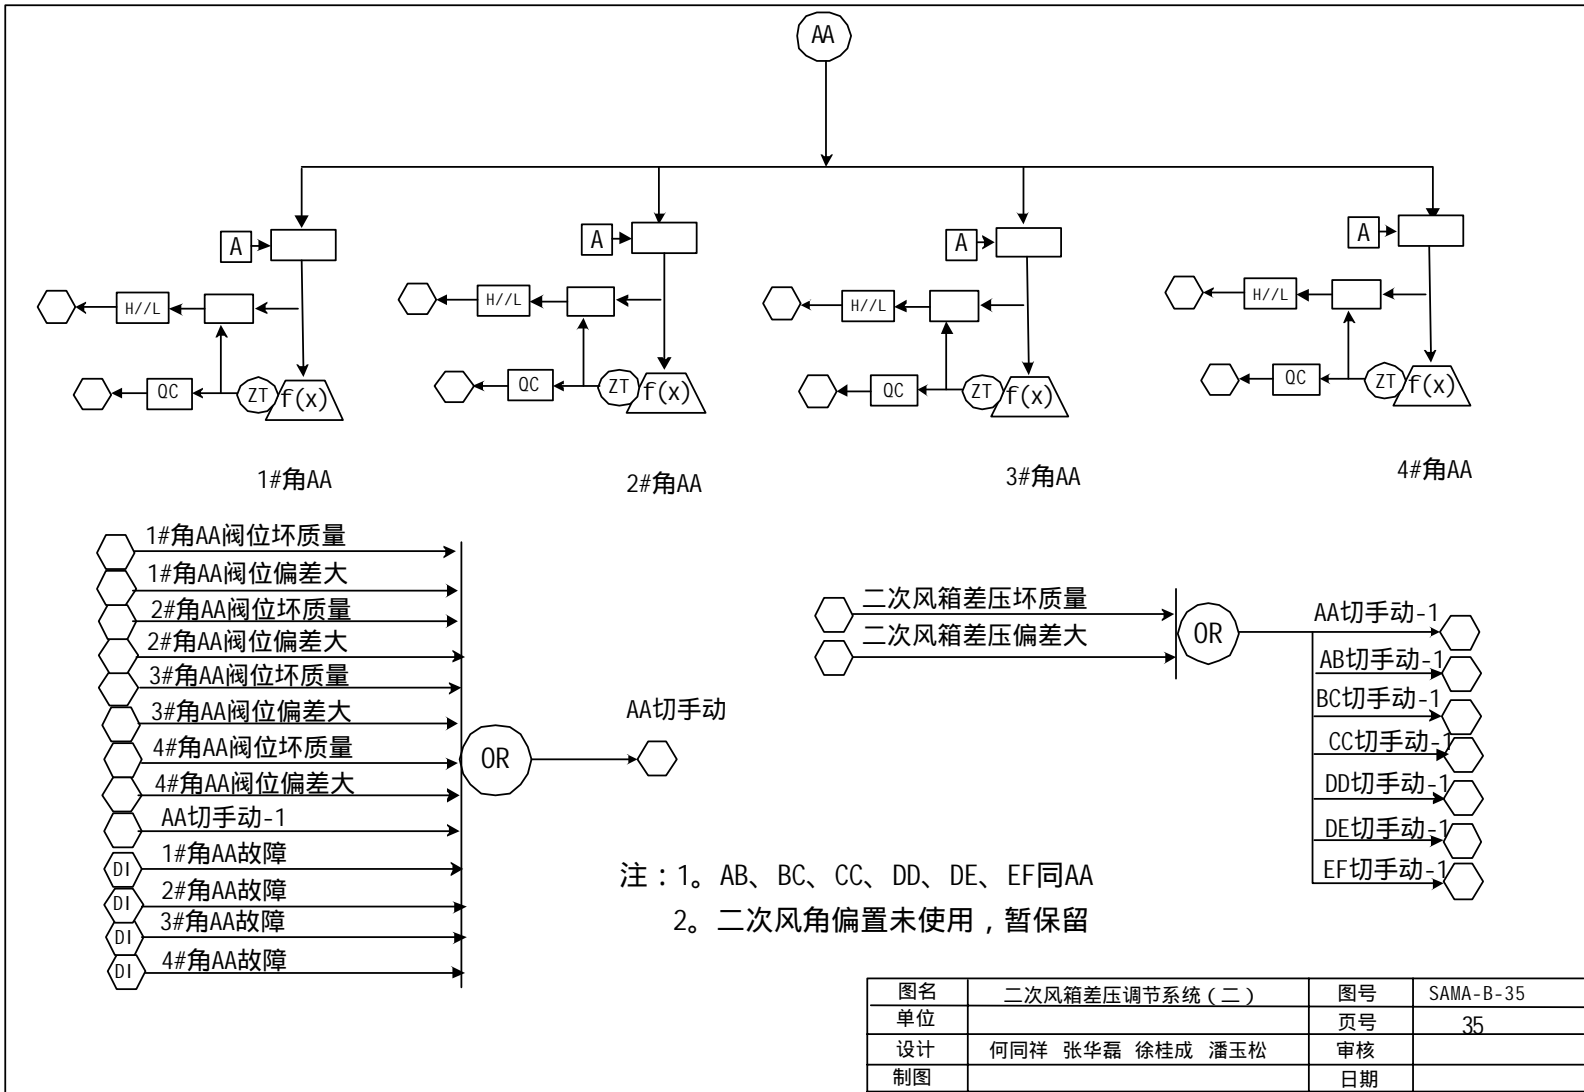 AA
A
A
A
A
H//L
H//L
H//L
H//L
QC
ZT
f(x)
QC
ZT
f(x)
QC
ZT
f(x)
QC
ZT
f(x)
1#角AA
2#角AA
3#角AA
4#角AA
1#角AA阀位坏质量
1#角AA阀位偏差大
2#角AA阀位坏质量
2#角AA阀位偏差大
3#角AA阀位坏质量
3#角AA阀位偏差大
4#角AA阀位坏质量
4#角AA阀位偏差大
AA切手动-1
DI
1#角AA故障
DI
2#角AA故障
DI
3#角AA故障
DI
4#角AA故障
OR
AA切手动
二次风箱差压坏质量
二次风箱差压偏差大
OR
AA切手动-1
AB切手动-1
BC切手动-1
CC切手动-1
DD切手动-1
DE切手动-1
EF切手动-1
注：1。AB、BC、CC、DD、DE、EF同AA
2。二次风角偏置未使用，暂保留
图名 二次风箱差压调节系统（二） 图号 SAMA-B-35
单位 页号 35
设计 何同祥 张华磊 徐桂成 潘玉松 审核
制图 日期